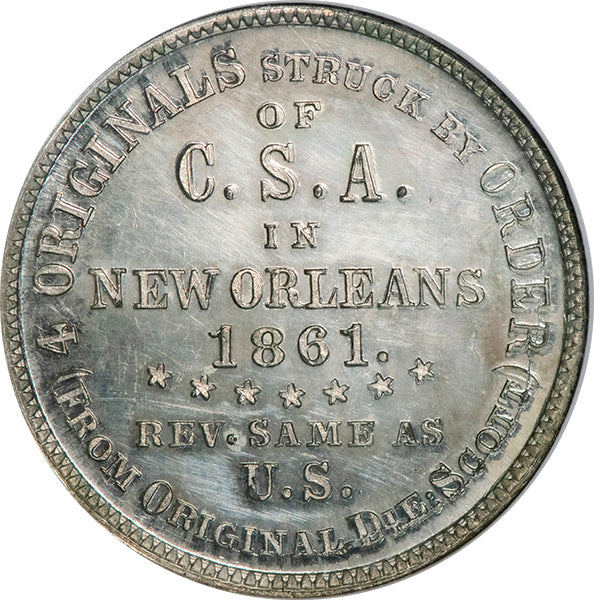 4 ORIGINALS STRUCK BY ORDER
OF
C.S.A.
IN
NEW ORLEANS
1861.
REV. SAME AS
U.S.
(FROM ORIGINAL DIE: SCOTT)